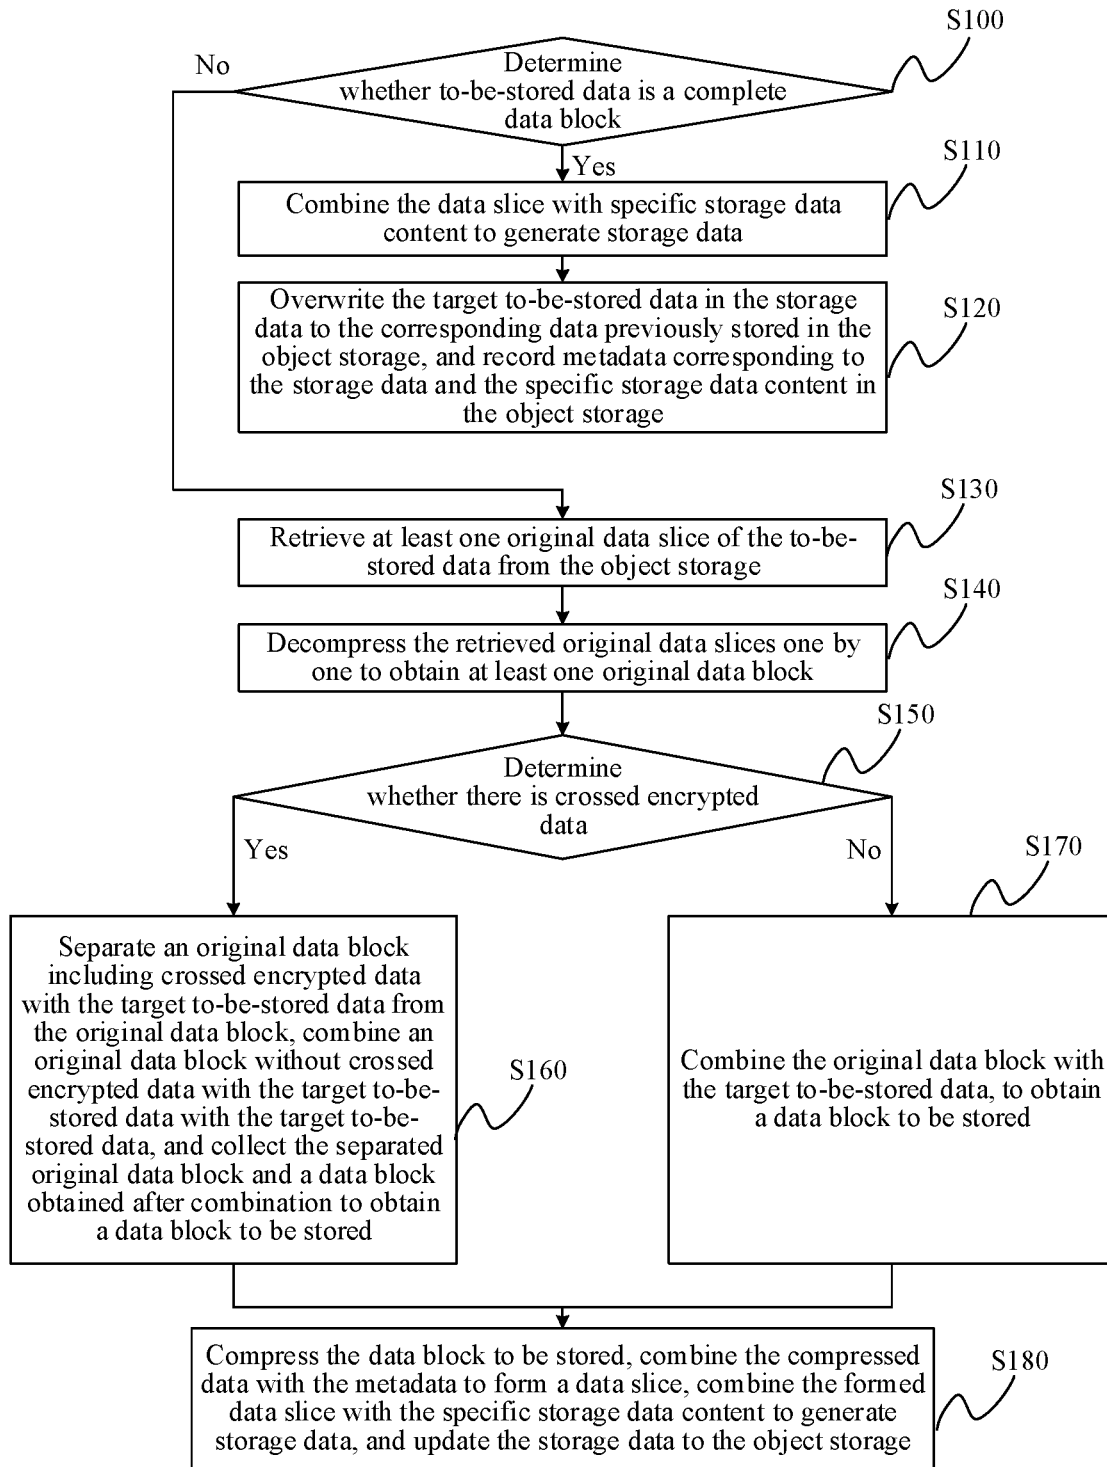 S100
No
Determine
whether to-be-stored data is a complete
data block
Yes
S110
Combine the data slice with specific storage data
content to generate storage data
S120
Overwrite the target to-be-stored data in the storage
data to the corresponding data previously stored in the
object storage, and record metadata corresponding to
the storage data and the specific storage data content in
the object storage
S130
Retrieve at least one original data slice of the to-be-
stored data from the object storage
S140
Decompress the retrieved original data slices one by
one to obtain at least one original data block
S150
Determine
whether there is crossed encrypted
data
Yes
No
S170
Separate an original data block
including crossed encrypted data
with the target to-be-stored data from
the original data block, combine an
original data block without crossed
encrypted data with the target to-be-
stored data with the target to-be-
stored data, and collect the separated
original data block and a data block
obtained after combination to obtain
a data block to be stored
S160
Combine the original data block with
the target to-be-stored data, to obtain
a data block to be stored
S180
Compress the data block to be stored, combine the compressed
data with the metadata to form a data slice, combine the formed
data slice with the specific storage data content to generate
storage data, and update the storage data to the object storage